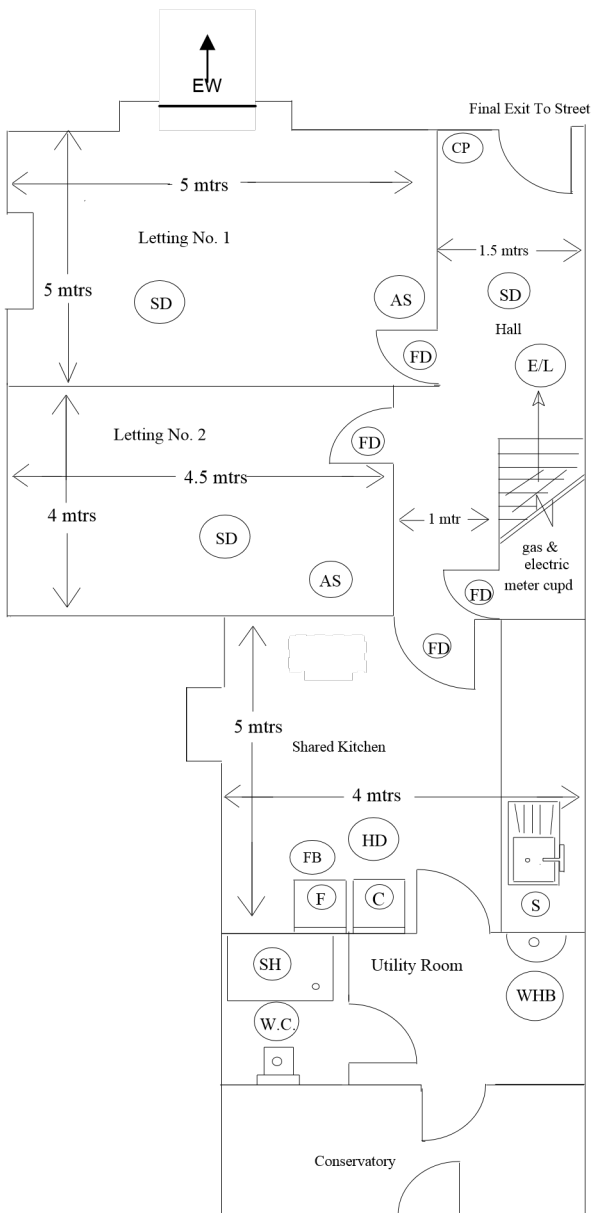 EW
Final Exit To Street
CP
5 mtrs
Letting No. 1
1.5 mtrs
5 mtrs
SD
AS
SD
Hall
FD
E/L
Letting No. 2
FD
4.5 mtrs
4 mtrs
1 mtr
SD
gas &
electric
meter cupd
AS
FD
FD
5 mtrs
Shared Kitchen
4 mtrs
HD
FB
F
C
S
SH
Utility Room
WHB
W.C.
Conservatory